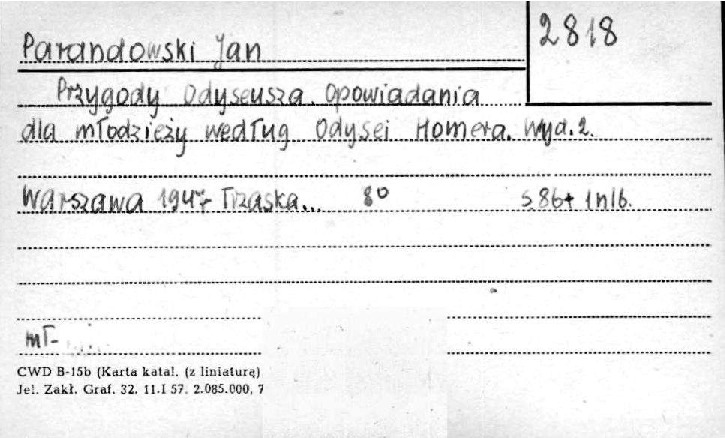 2818
Parandowski Jan
Przygody Odyseusza. Opowiadania
dla młodzieży według Odysei Homera. Wyd. 2.
Warszawa 1947 Trzaska... 8° s. 86+1nlb.
mT-
CWD B-15b (Karta katal. (z liniaturą)
Jel. Zakł. Graf. 32. 11-I 57. 2.085.000, 7